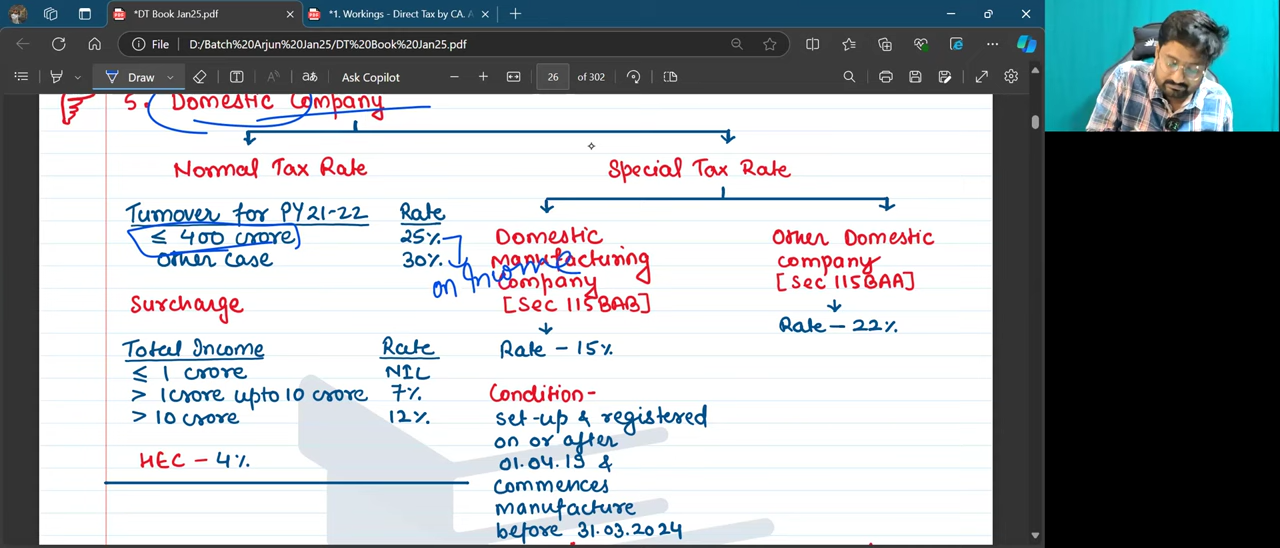 *DT Book Jan25.pdf
*1. Workings - Direct Tax by CA. A
File
D:/Batch%20Arjun%20Jan25/DT%20Book%20Jan25.pdf
Draw
aあ
Ask Copilot
26
of 302
5. Domestic Company
Normal Tax Rate
Special Tax Rate
Turnover for PY21-22 Rate
≤ 400 crore 25%
Other case 30%
on Income
Surcharge
Total Income Rate
≤ 1 crore NIL
> 1 crore upto 10 crore 7%
> 10 crore 12%
HEC - 4%
Domestic
manufacturing
company
[Sec 115BAB]
Rate - 15%
Condition-
set-up & registered
on or after
01.04.19 &
commences
manufacture
before 31.03.2024
Other Domestic
company
[Sec 115BAA]
Rate - 22%